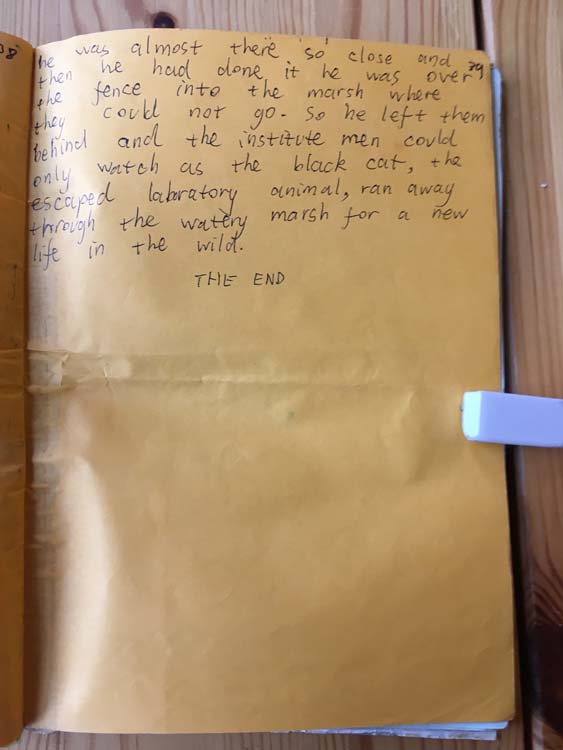 he was almost there so close and 39
then he had done it he was over
the fence into the marsh where
they could not go. So he left them
behind and the institute men could
only watch as the black cat, the
escaped labratory animal, ran away
through the watery marsh for a new
life in the wild.
THE END